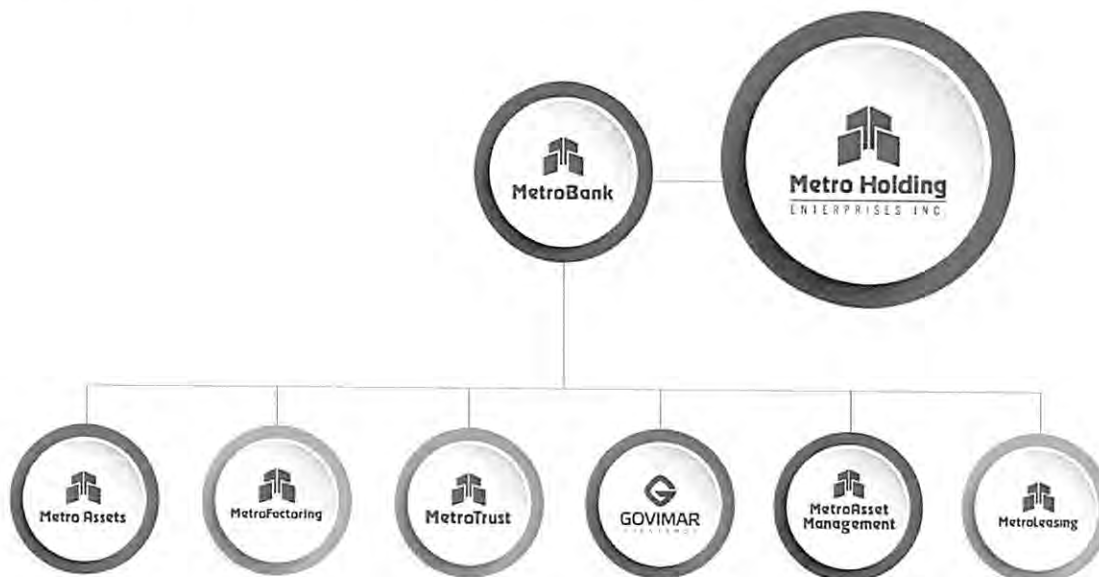 MetroBank
Metro Holding
ENTERPRISES INC.
Metro Assets
MetroFactoring
MetroTrust
GOVIMAR
MetroAsset
Management
MetroLeasing